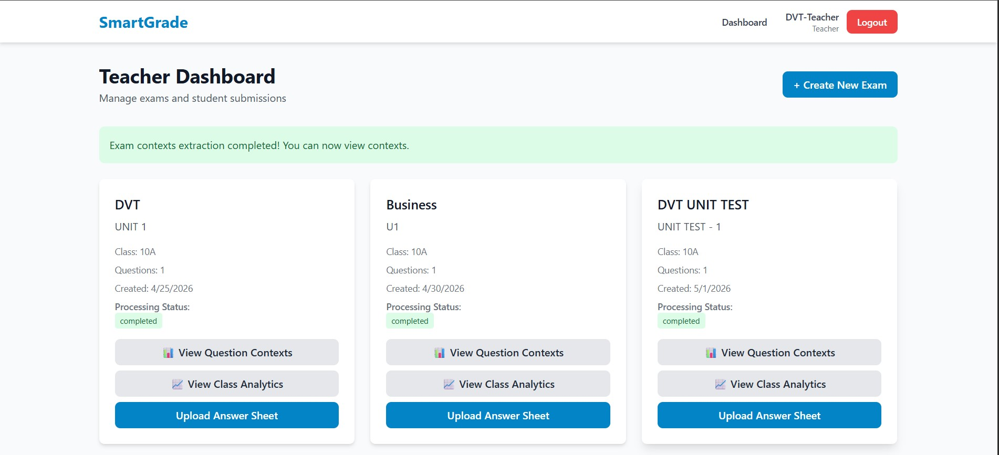 SmartGrade
Dashboard
DVT-Teacher
Teacher
Logout
Teacher Dashboard
Manage exams and student submissions
+ Create New Exam
Exam contexts extraction completed! You can now view contexts.
DVT
UNIT 1
Class: 10A
Questions: 1
Created: 4/25/2026
Processing Status:
completed
View Question Contexts
View Class Analytics
Upload Answer Sheet
Business
U1
Class: 10A
Questions: 1
Created: 4/30/2026
Processing Status:
completed
View Question Contexts
View Class Analytics
Upload Answer Sheet
DVT UNIT TEST
UNIT TEST - 1
Class: 10A
Questions: 1
Created: 5/1/2026
Processing Status:
completed
View Question Contexts
View Class Analytics
Upload Answer Sheet